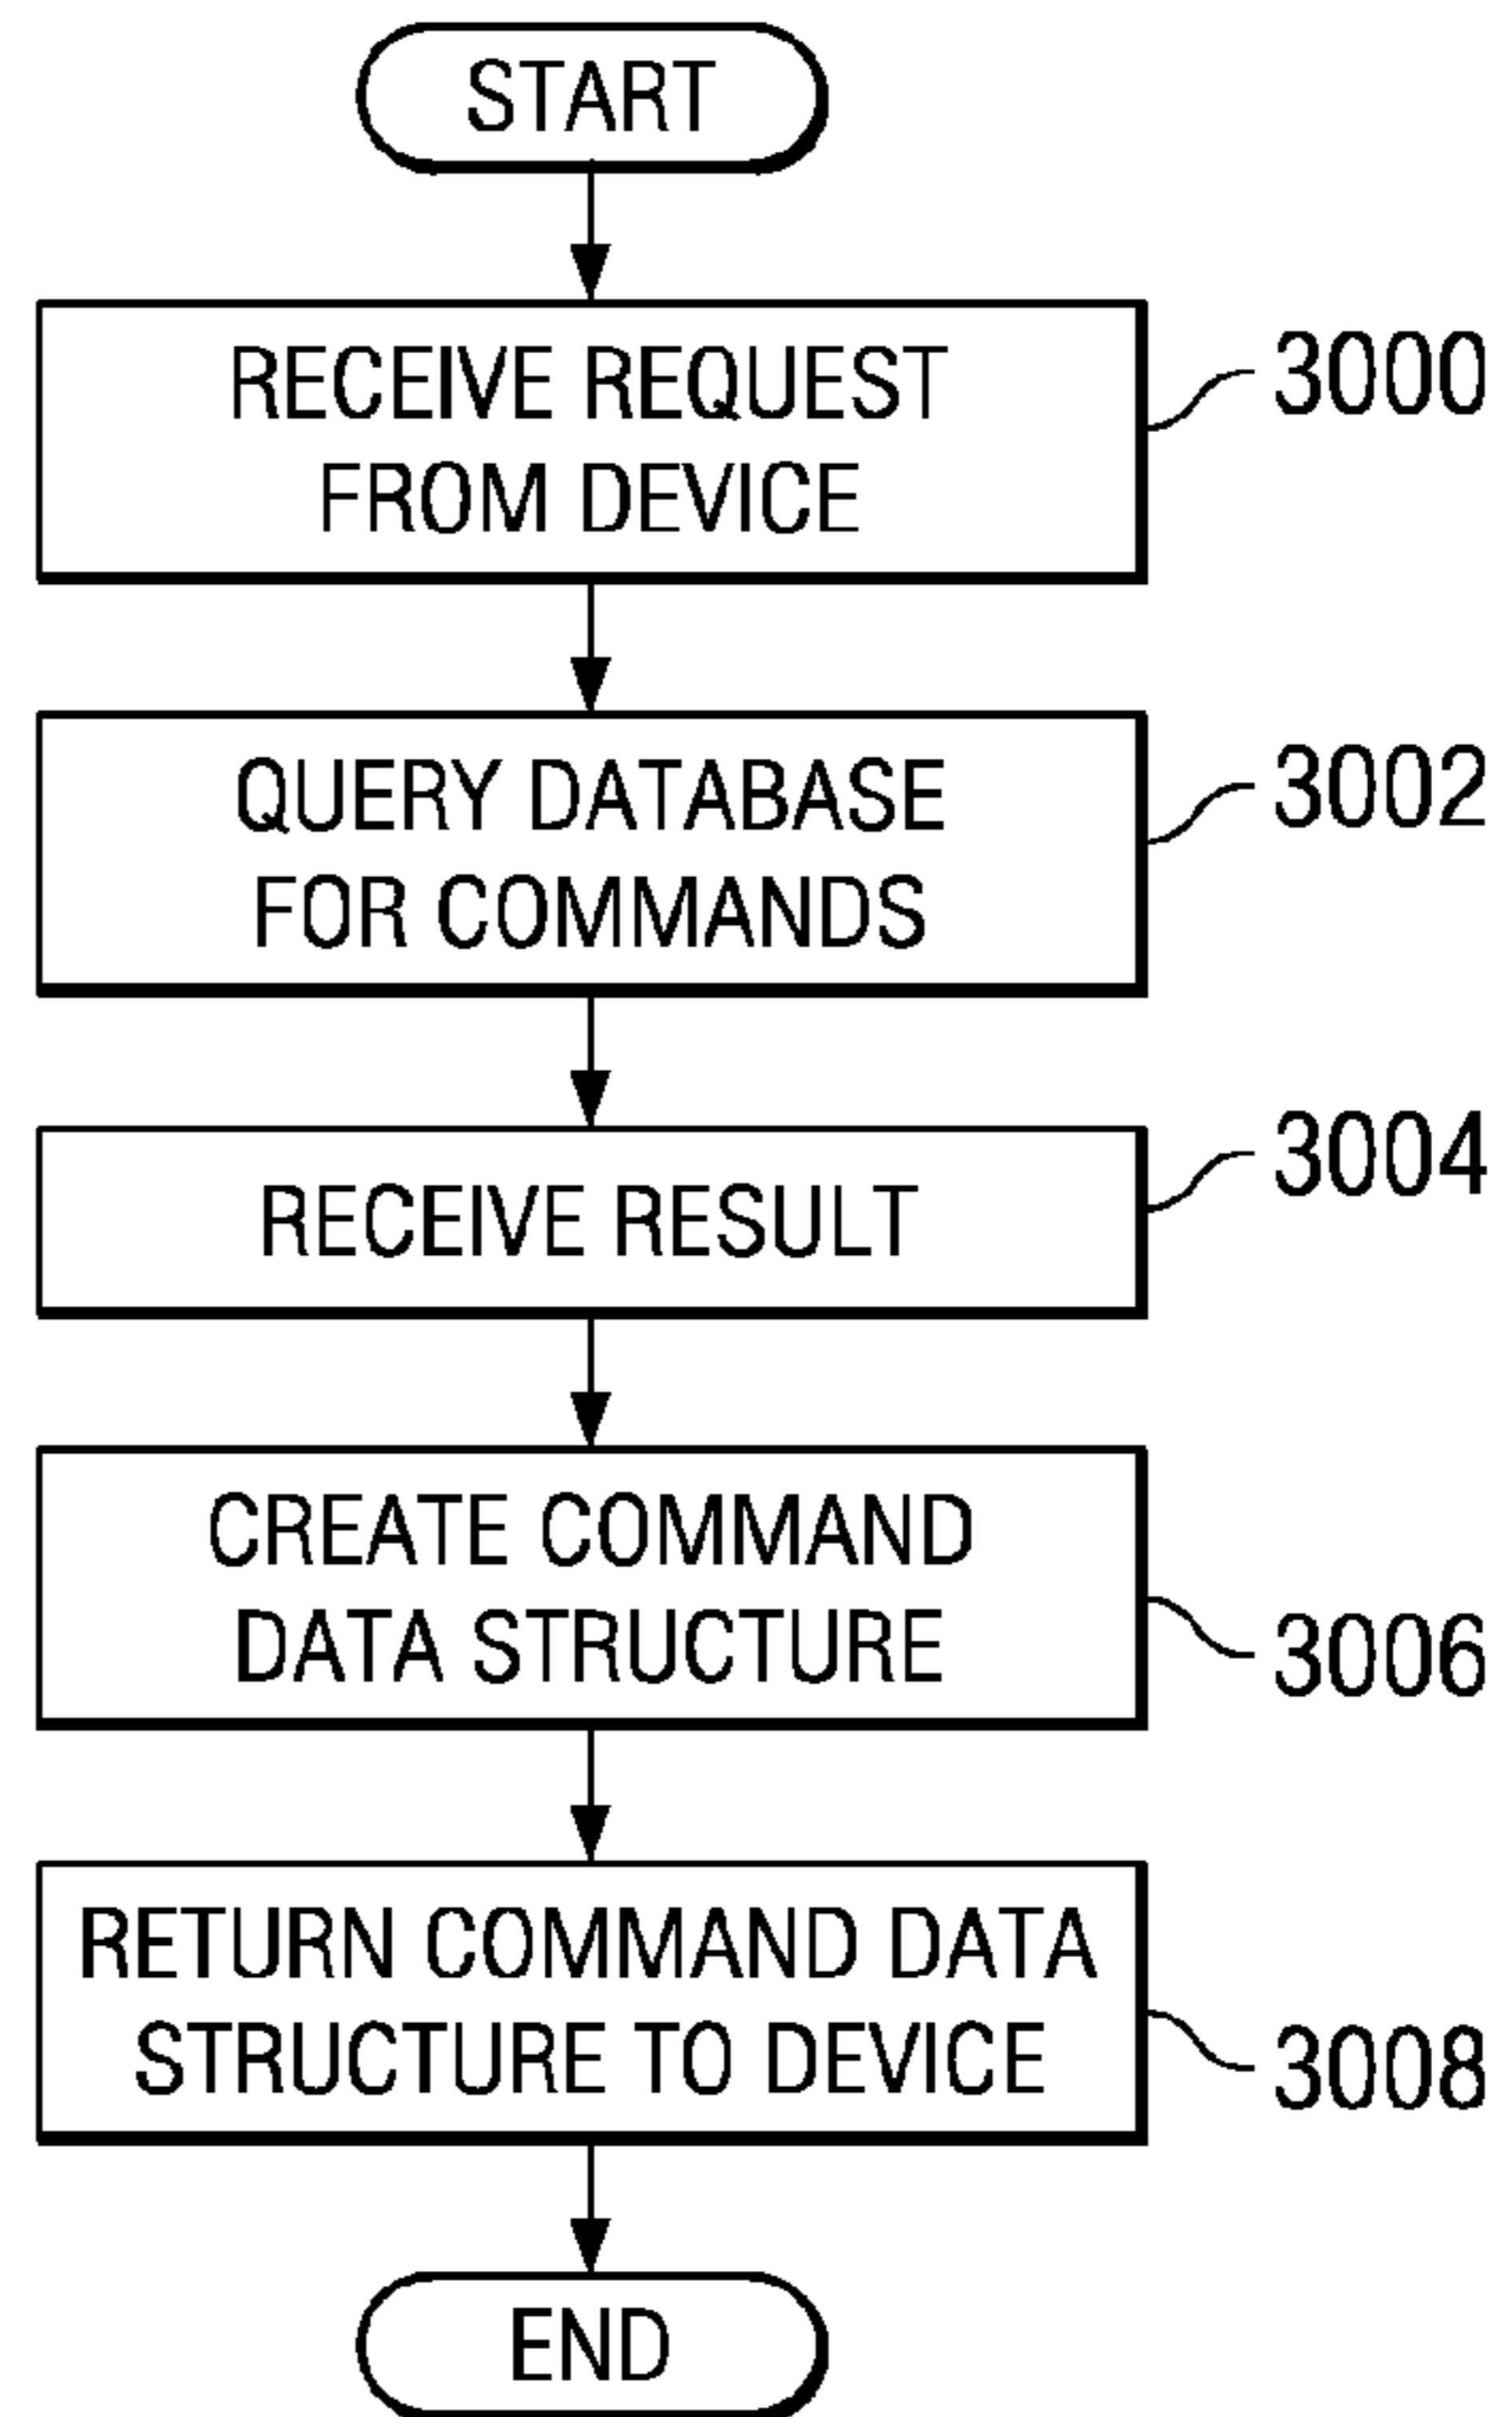 START
RECEIVE REQUEST
FROM DEVICE
3000
QUERY DATABASE
FOR COMMANDS
3002
RECEIVE RESULT
3004
CREATE COMMAND
DATA STRUCTURE
3006
RETURN COMMAND DATA
STRUCTURE TO DEVICE
3008
END